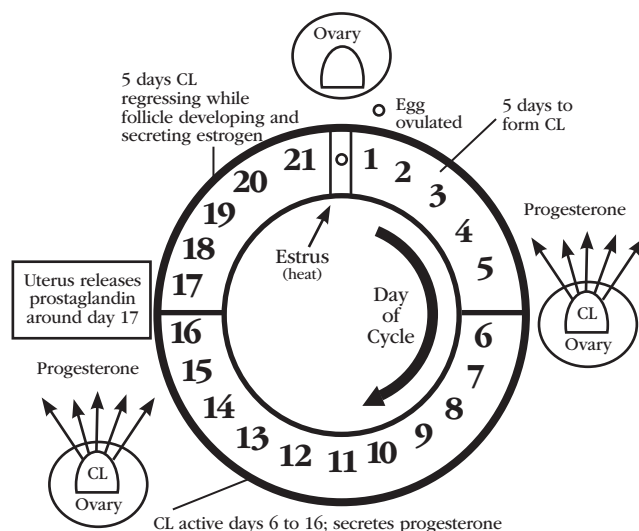 Ovary
5 days CL
regressing while
follicle developing and
secreting estrogen
Egg
ovulated
5 days to
form CL
21
1
2
3
4
5
20
19
18
17
Estrus
(heat)
Progesterone
CL
Ovary
Day
of
Cycle
Uterus releases
prostaglandin
around day 17
6
7
8
9
10
11
12
13
14
15
16
Progesterone
CL
Ovary
CL active days 6 to 16; secretes progesterone